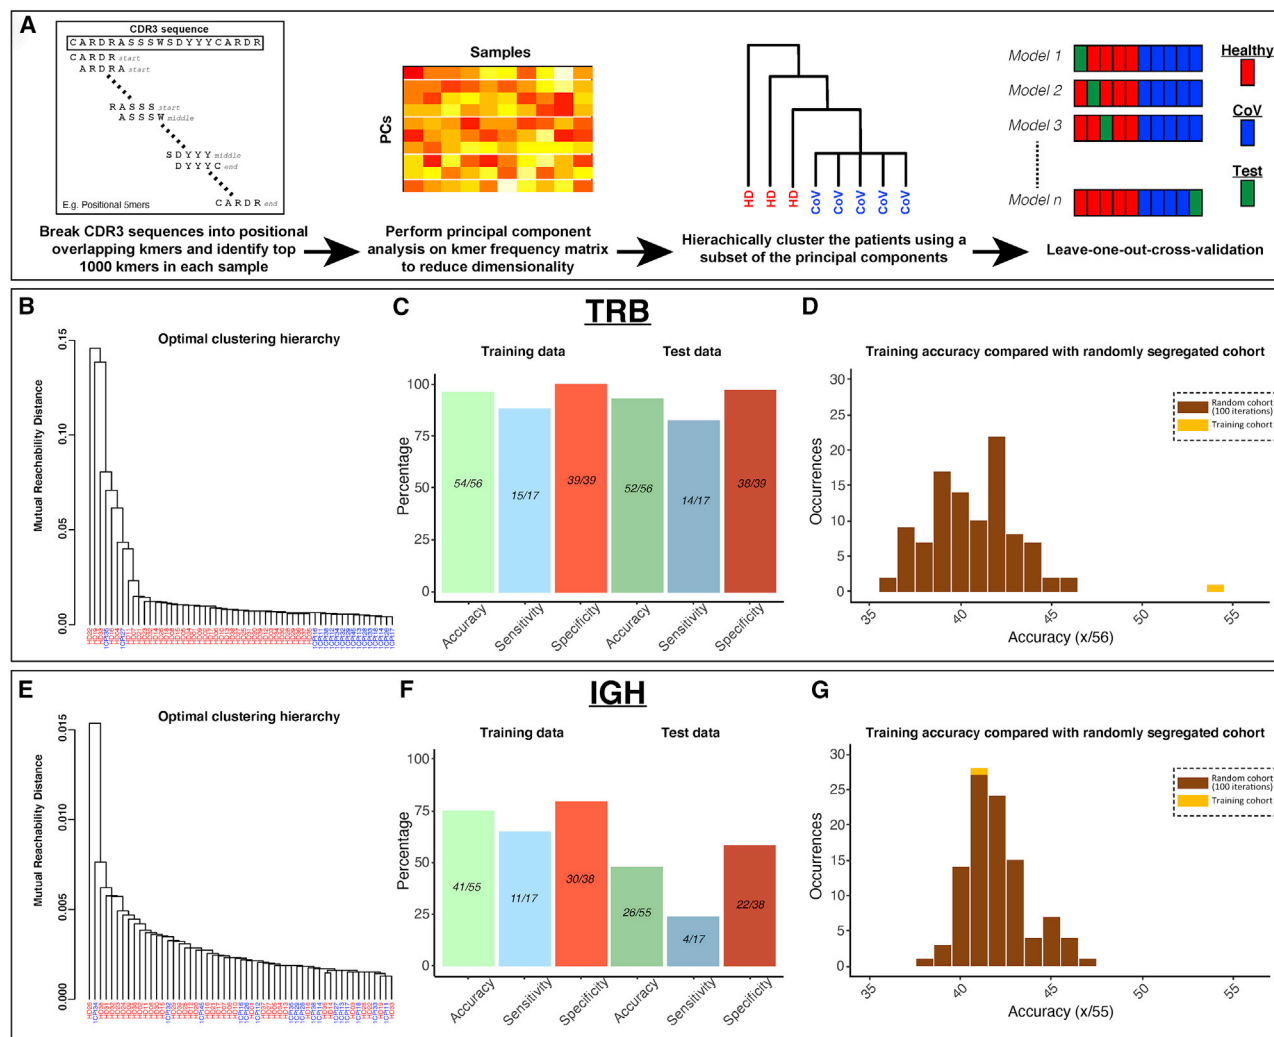 A
CDR3 sequence
CARDRASSSWSDYYYCARDR
CARDR start
ARDRA start
RASSS start
ASSSW middle
SDYYY middle
DYYYC end
CARDR end
E.g. Positional 5mers
Break CDR3 sequences into positional
overlapping kmers and identify top
1000 kmers in each sample
Samples
PCs
Perform principal component
analysis on kmer frequency matrix
to reduce dimensionality
HD HD HD CoV CoV CoV CoV CoV
Hierachically cluster the patients using a
subset of the principal components
Model 1
Model 2
Model 3
Model n
Healthy
CoV
Test
Leave-one-out-cross-validation
B
Optimal clustering hierarchy
Mutual Reachability Distance
0.15
0.10
0.05
0.00
C
TRB
Training data
Test data
Percentage
100
75
50
25
0
54/56
15/17
39/39
52/56
14/17
38/39
Accuracy
Sensitivity
Specificity
Accuracy
Sensitivity
Specificity
D
Training accuracy compared with randomly segregated cohort
Occurrences
30
25
20
15
10
5
0
35 40 45 50 55
Accuracy (x/56)
Random cohort
(100 iterations)
Training cohort
E
Optimal clustering hierarchy
Mutual Reachability Distance
0.015
0.010
0.005
0.000
F
IGH
Training data
Test data
Percentage
100
75
50
25
0
41/55
11/17
30/38
26/55
4/17
22/38
Accuracy
Sensitivity
Specificity
Accuracy
Sensitivity
Specificity
G
Training accuracy compared with randomly segregated cohort
Occurrences
30
25
20
15
10
5
0
35 40 45 50 55
Accuracy (x/55)
Random cohort
(100 iterations)
Training cohort